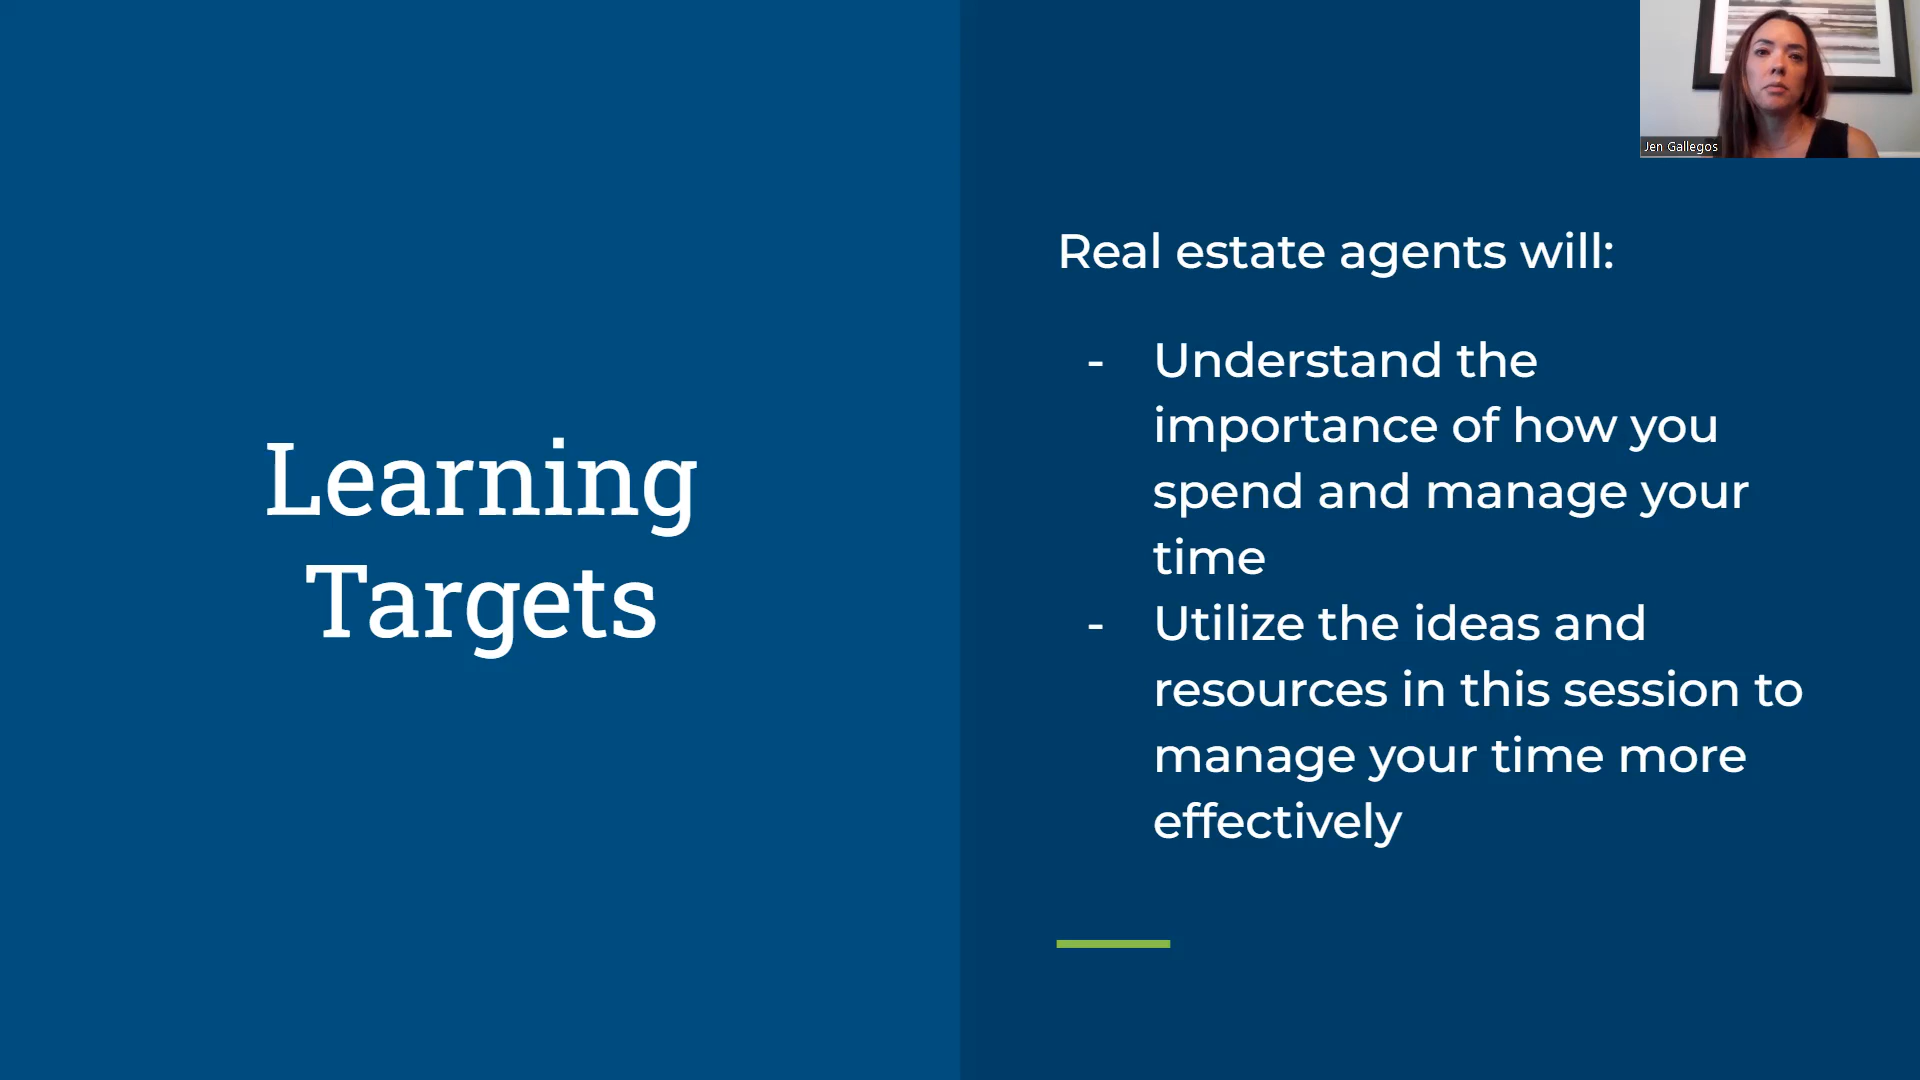 Jen Gallegos
Learning
Targets
Real estate agents will:
- Understand the
importance of how you
spend and manage your
time
- Utilize the ideas and
resources in this session to
manage your time more
effectively